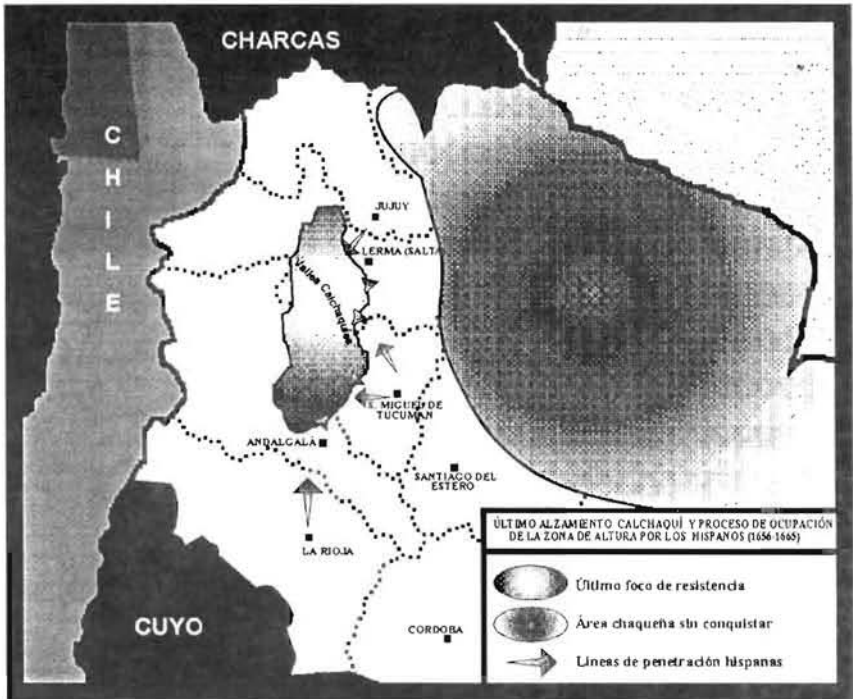 CHARCAS
CHILE
JUJUY
LERMA (SALTA)
Valles Calchaquíes
S. MIGUEL DE
TUCUMAN
ANDALGALÁ
SANTIAGO DEL
ESTERO
LA RIOJA
CUYO
CORDOBA
ÚLTIMO ALZAMIENTO CALCHAQUÍ Y PROCESO DE OCUPACIÓN
DE LA ZONA DE ALTURA POR LOS HISPANOS (1656-1665)
Último foco de resistencia
Área chaqueña sin conquistar
Líneas de penetración hispanas